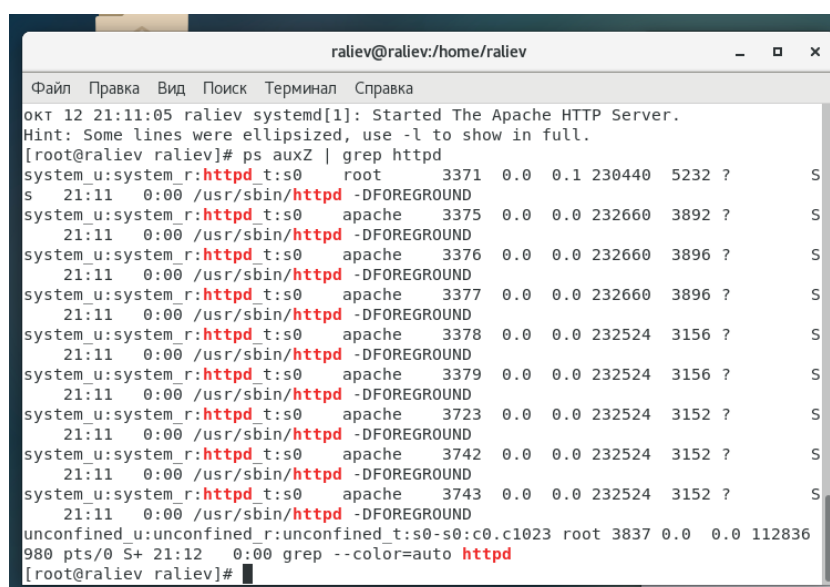 raliev@raliev:/home/raliev
Файл Правка Вид Поиск Терминал Справка
окт 12 21:11:05 raliev systemd[1]: Started The Apache HTTP Server.
Hint: Some lines were ellipsized, use -l to show in full.
[root@raliev raliev]# ps auxZ | grep httpd
system_u:system_r:httpd_t:s0    root      3371  0.0  0.1 230440  5232 ?        S
s   21:11   0:00 /usr/sbin/httpd -DFOREGROUND
system_u:system_r:httpd_t:s0    apache    3375  0.0  0.0 232660  3892 ?        S
    21:11   0:00 /usr/sbin/httpd -DFOREGROUND
system_u:system_r:httpd_t:s0    apache    3376  0.0  0.0 232660  3896 ?        S
    21:11   0:00 /usr/sbin/httpd -DFOREGROUND
system_u:system_r:httpd_t:s0    apache    3377  0.0  0.0 232660  3896 ?        S
    21:11   0:00 /usr/sbin/httpd -DFOREGROUND
system_u:system_r:httpd_t:s0    apache    3378  0.0  0.0 232524  3156 ?        S
    21:11   0:00 /usr/sbin/httpd -DFOREGROUND
system_u:system_r:httpd_t:s0    apache    3379  0.0  0.0 232524  3156 ?        S
    21:11   0:00 /usr/sbin/httpd -DFOREGROUND
system_u:system_r:httpd_t:s0    apache    3723  0.0  0.0 232524  3152 ?        S
    21:11   0:00 /usr/sbin/httpd -DFOREGROUND
system_u:system_r:httpd_t:s0    apache    3742  0.0  0.0 232524  3152 ?        S
    21:11   0:00 /usr/sbin/httpd -DFOREGROUND
system_u:system_r:httpd_t:s0    apache    3743  0.0  0.0 232524  3152 ?        S
    21:11   0:00 /usr/sbin/httpd -DFOREGROUND
unconfined_u:unconfined_r:unconfined_t:s0-s0:c0.c1023 root 3837 0.0  0.0 112836
980 pts/0 S+ 21:12   0:00 grep --color=auto httpd
[root@raliev raliev]#